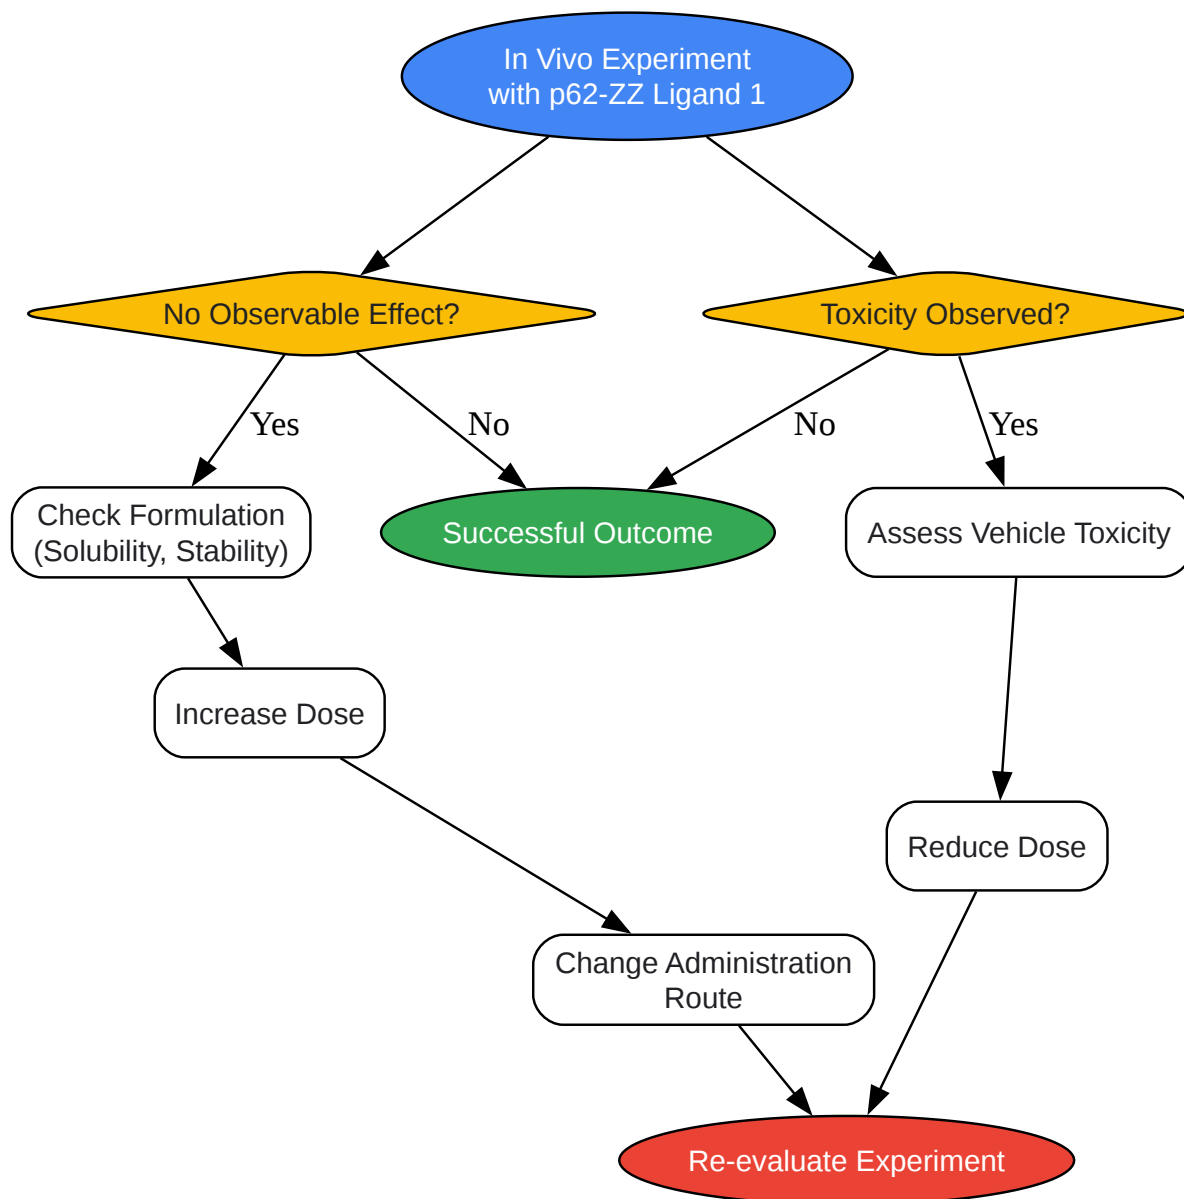 In Vivo Experiment
with p62-ZZ Ligand 1
No Observable Effect?
Toxicity Observed?
Yes
No
No
Yes
Check Formulation
(Solubility, Stability)
Successful Outcome
Assess Vehicle Toxicity
Increase Dose
Reduce Dose
Change Administration
Route
Re-evaluate Experiment